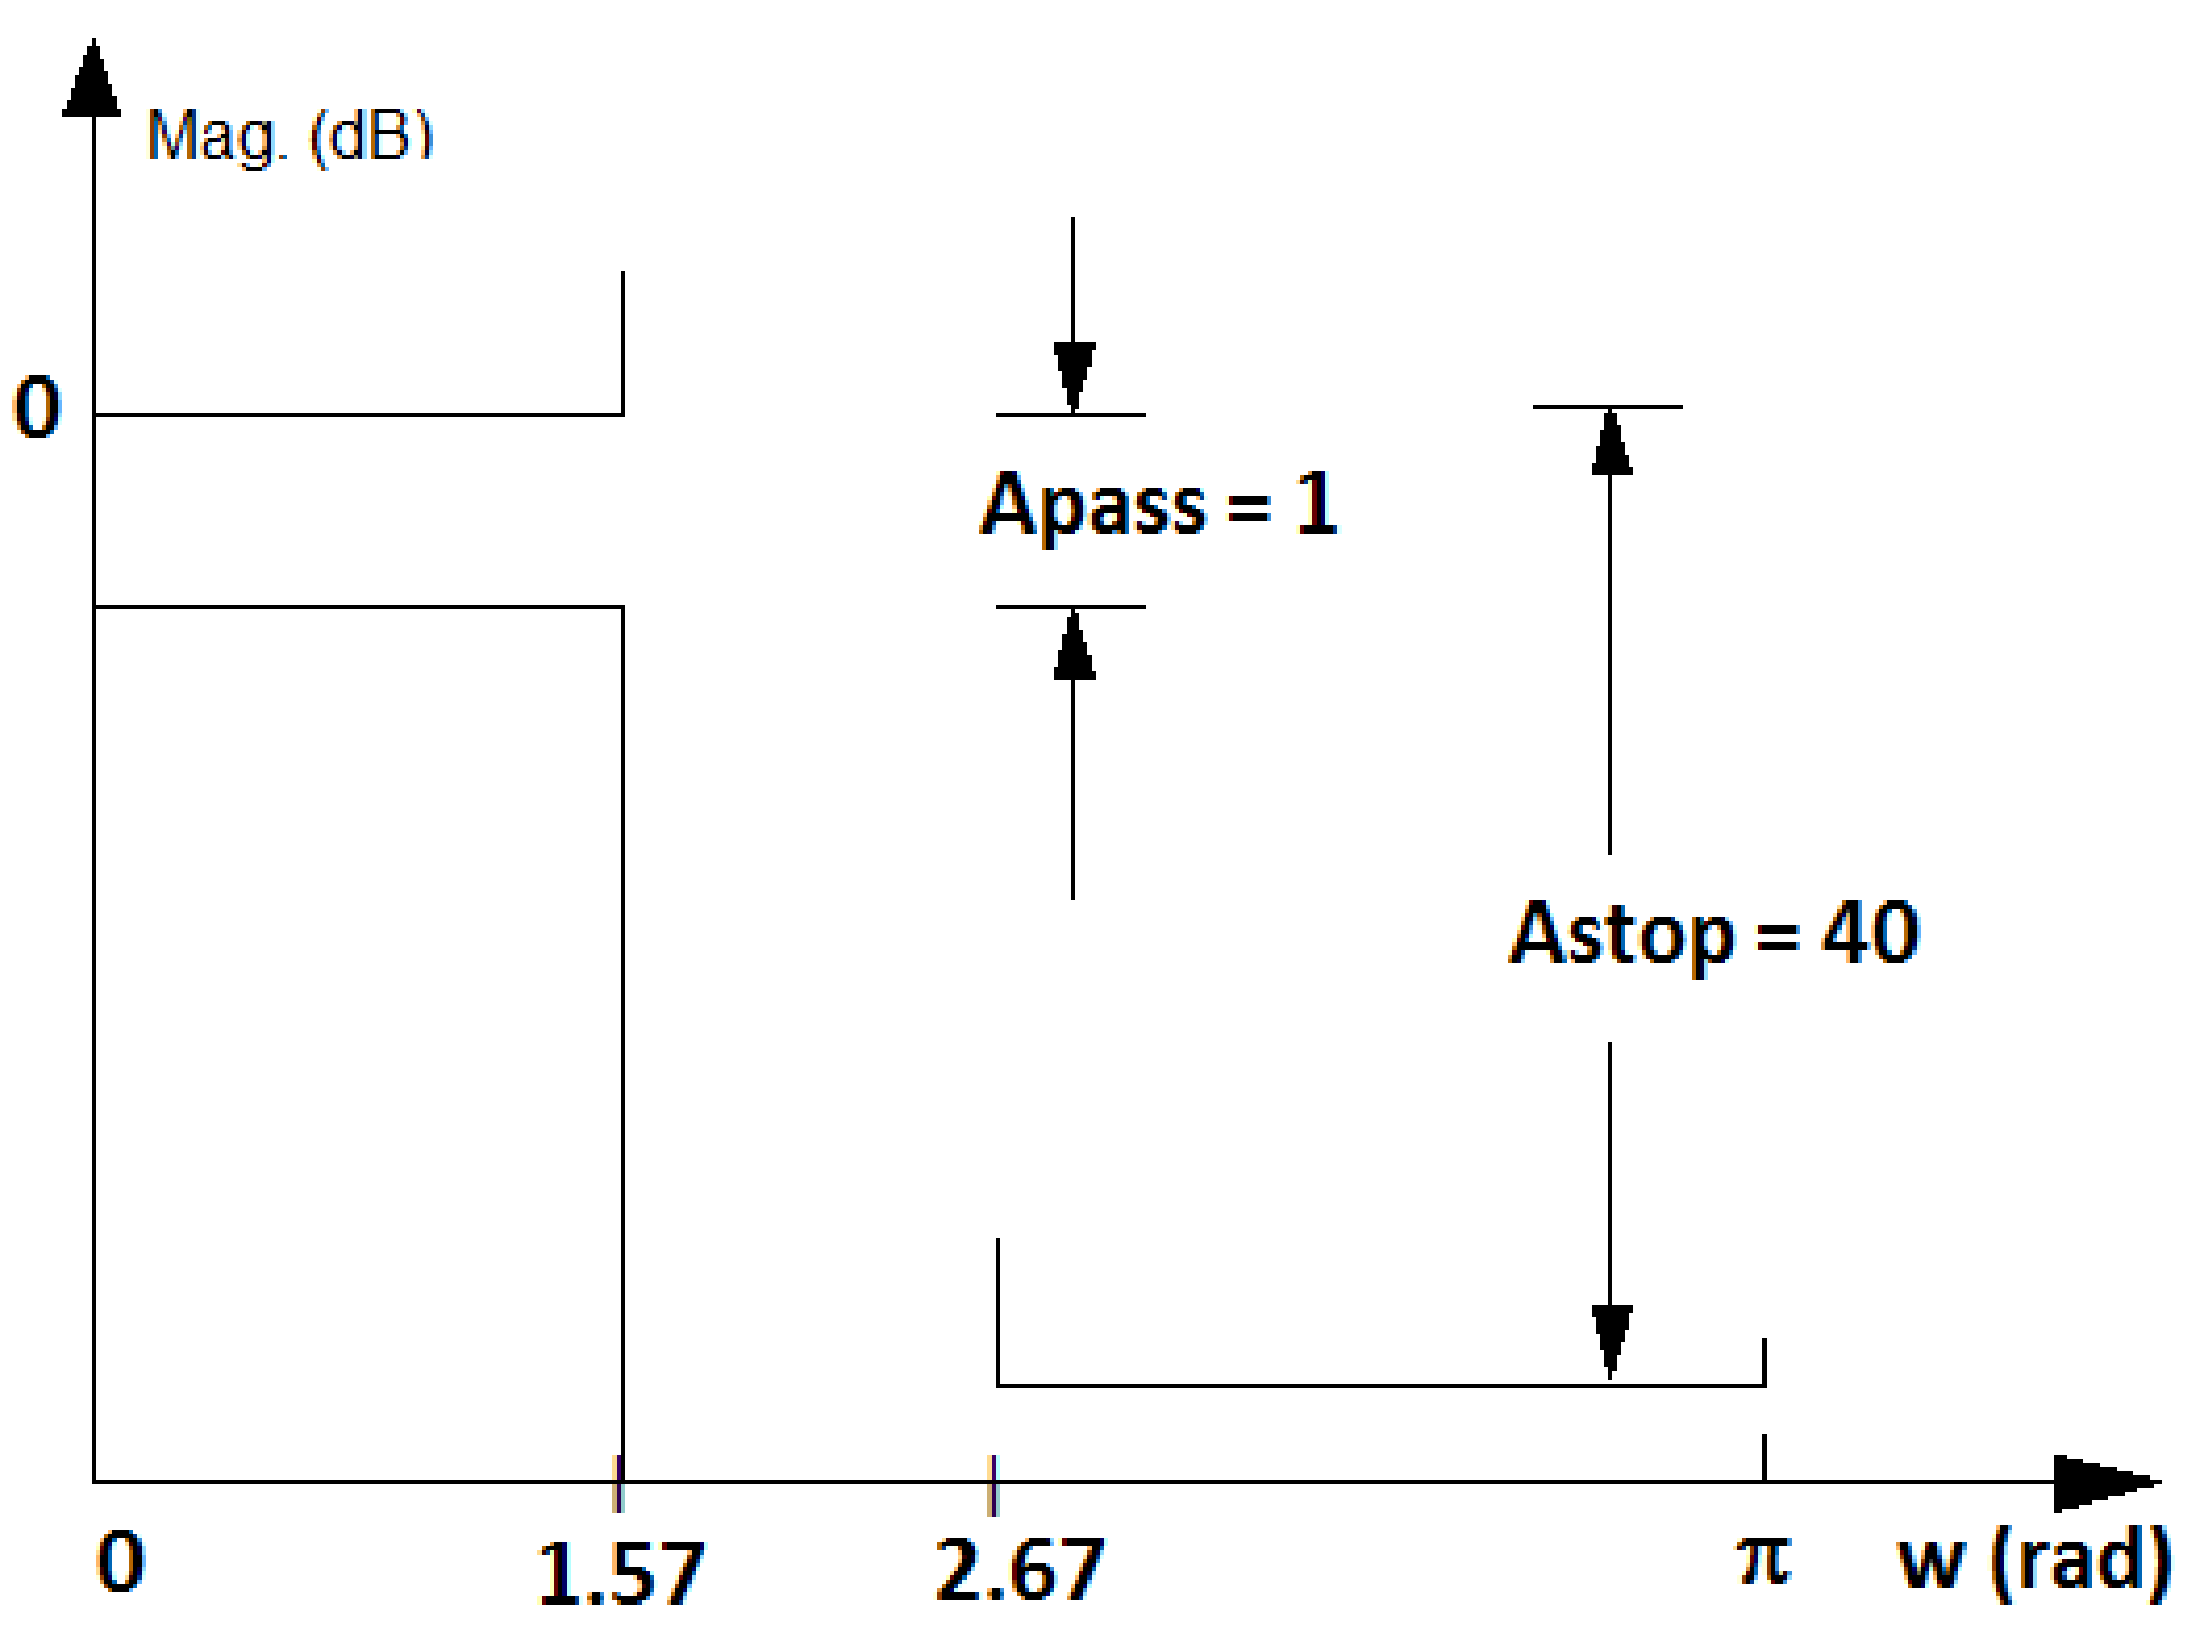 Mag. (dB)
0
Apass = 1
Astop = 40
0
1.57
2.67
π
w (rad)